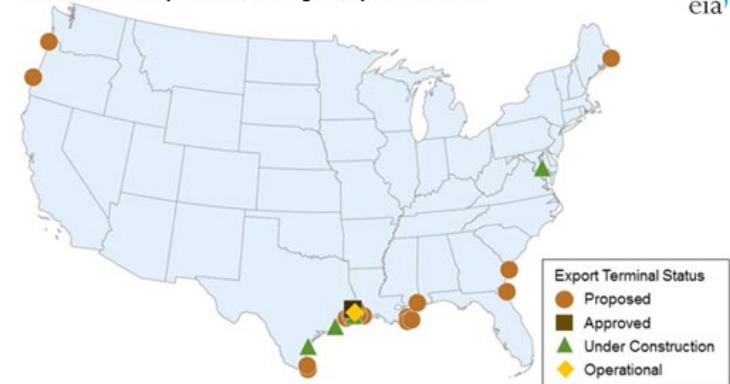 eia
Export Terminal Status
Proposed
Approved
Under Construction
Operational